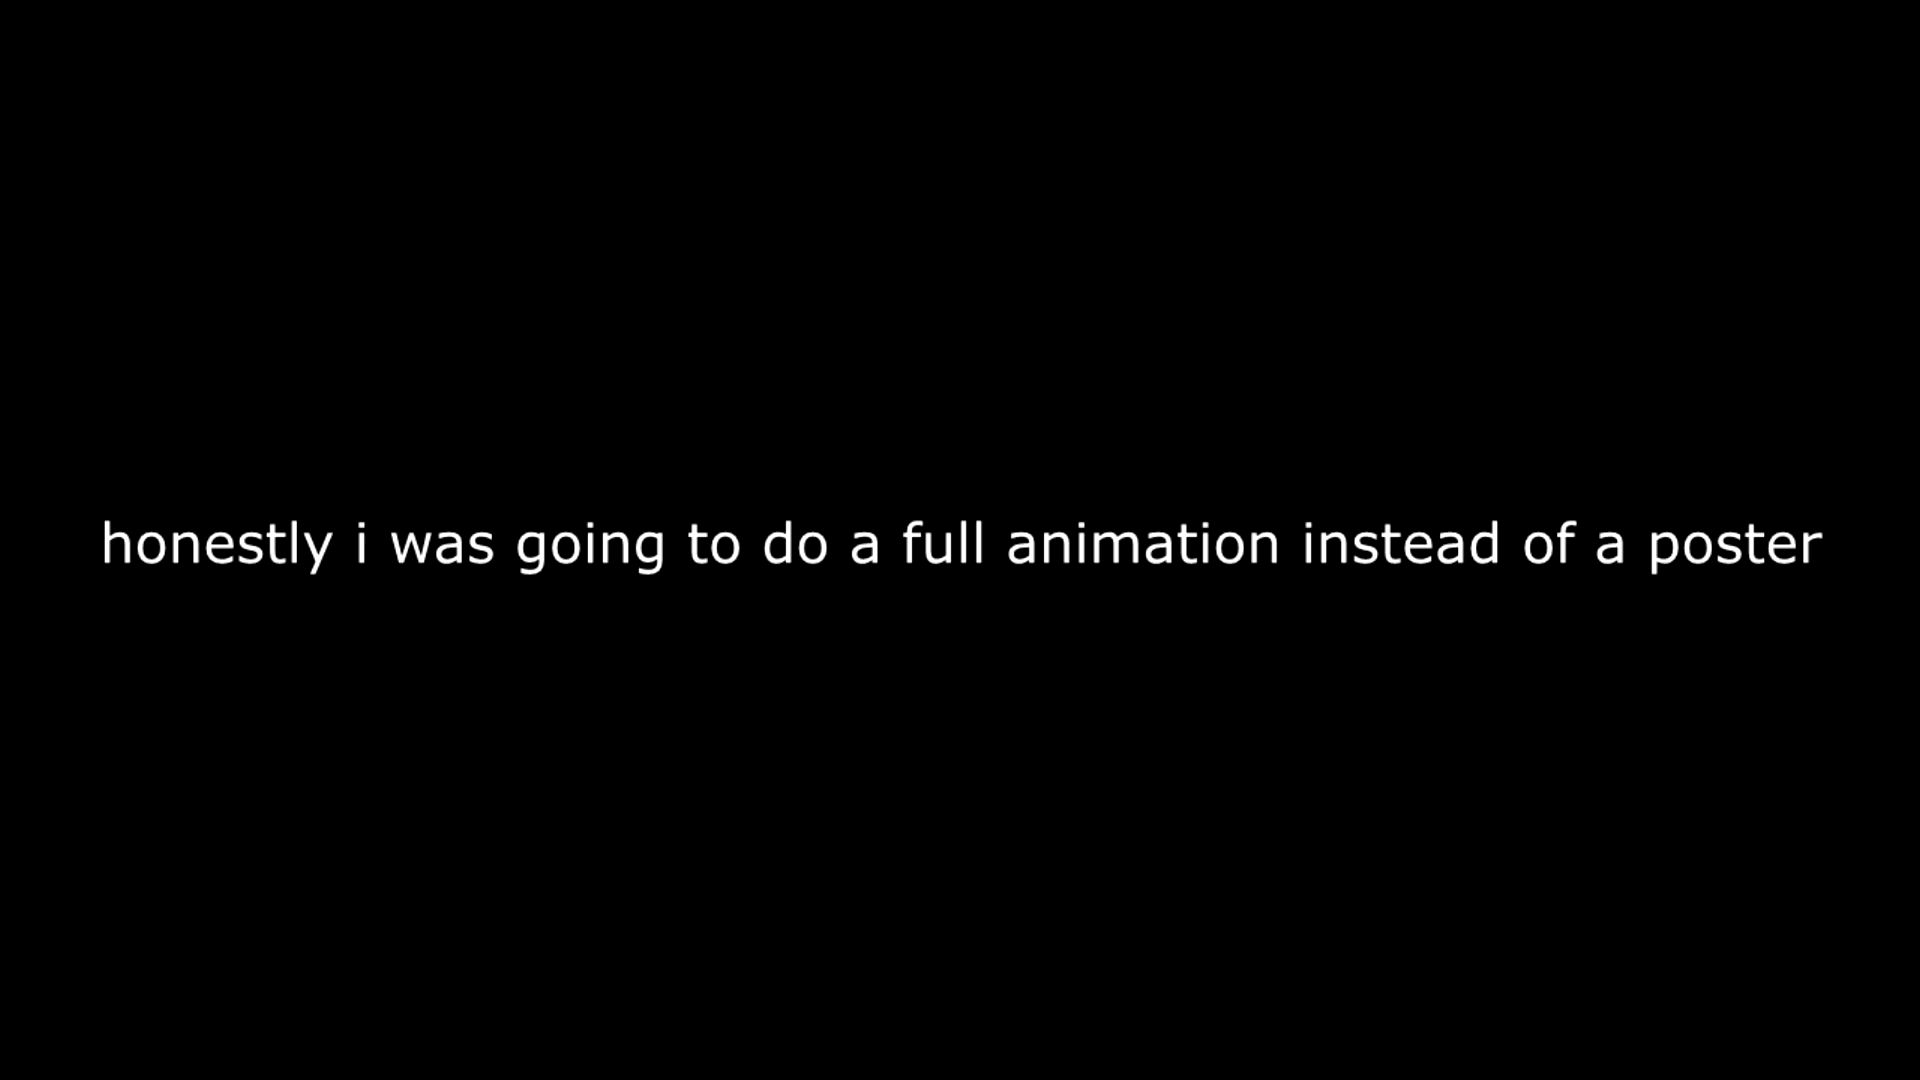 honestly i was going to do a full animation instead of a poster